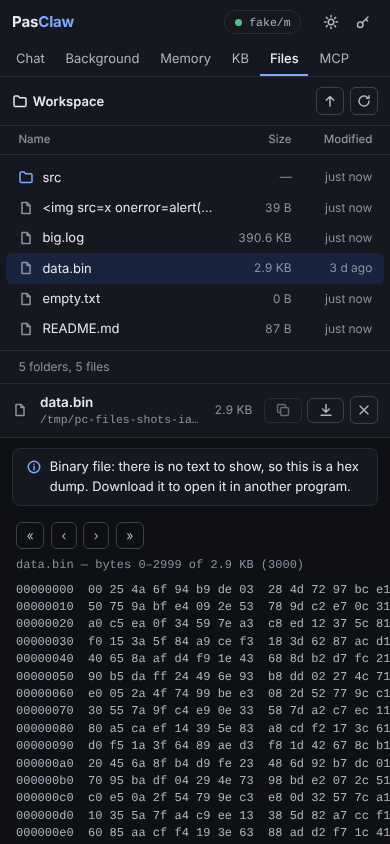 PasClaw
fake/m
Chat Background Memory KB Files MCP
Workspace
Name Size Modified
src — just now
<img src=x onerror=alert(… 39 B just now
big.log 390.6 KB just now
data.bin 2.9 KB 3 d ago
empty.txt 0 B just now
README.md 87 B just now
5 folders, 5 files
data.bin
/tmp/pc-files-shots-ia…
2.9 KB
Binary file: there is no text to show, so this is a hex
dump. Download it to open it in another program.
« ‹ › »
data.bin — bytes 0–2999 of 2.9 KB (3000)
00000000 00 25 4a 6f 94 b9 de 03 28 4d 72 97 bc e1
00000010 50 75 9a bf e4 09 2e 53 78 9d c2 e7 0c 31
00000020 a0 c5 ea 0f 34 59 7e a3 c8 ed 12 37 5c 81
00000030 f0 15 3a 5f 84 a9 ce f3 18 3d 62 87 ac d1
00000040 40 65 8a af d4 f9 1e 43 68 8d b2 d7 fc 21
00000050 90 b5 da ff 24 49 6e 93 b8 dd 02 27 4c 71
00000060 e0 05 2a 4f 74 99 be e3 08 2d 52 77 9c c1
00000070 30 55 7a 9f c4 e9 0e 33 58 7d a2 c7 ec 11
00000080 80 a5 ca ef 14 39 5e 83 a8 cd f2 17 3c 61
00000090 d0 f5 1a 3f 64 89 ae d3 f8 1d 42 67 8c b1
000000a0 20 45 6a 8f b4 d9 fe 23 48 6d 92 b7 dc 01
000000b0 70 95 ba df 04 29 4e 73 98 bd e2 07 2c 51
000000c0 c0 e5 0a 2f 54 79 9e c3 e8 0d 32 57 7c a1
000000d0 10 35 5a 7f a4 c9 ee 13 38 5d 82 a7 cc f1
000000e0 60 85 aa cf f4 19 3e 63 88 ad d2 f7 1c 41